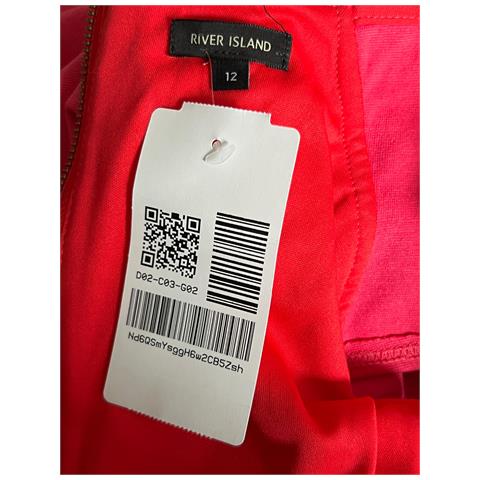 RIVER ISLAND
12
D02-C03-G02
Nd6QSmYsggH6w2CB5Zsh